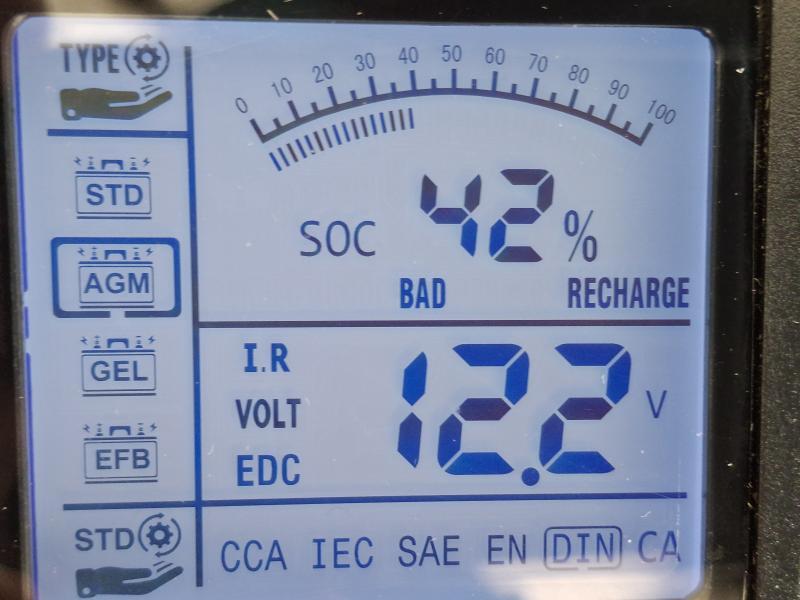 TYPE
0 10 20 30 40 50 60 70 80 90 100
STD
SOC 42 %
AGM
BAD RECHARGE
GEL
I.R
VOLT 12.2 V
EFB
EDC
STD
CCA IEC SAE EN DIN CA